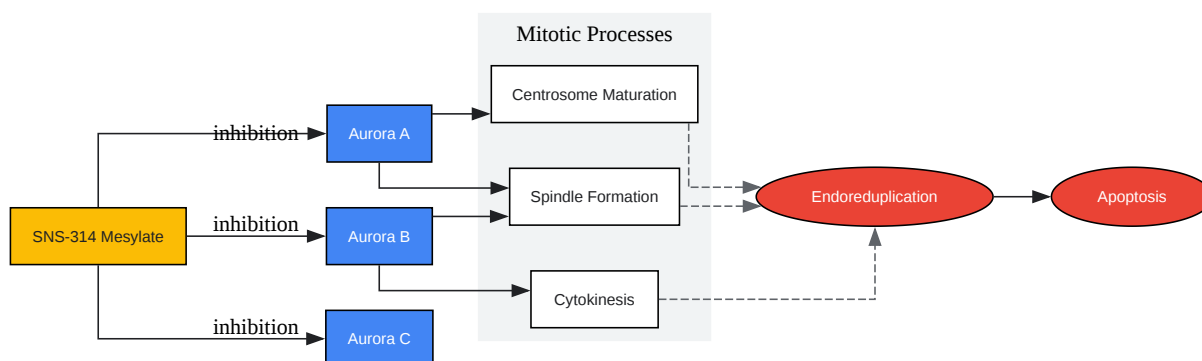 Mitotic Processes
Centrosome Maturation
inhibition
Aurora A
Spindle Formation
Endoreduplication
Apoptosis
SNS-314 Mesylate
inhibition
Aurora B
Cytokinesis
inhibition
Aurora C